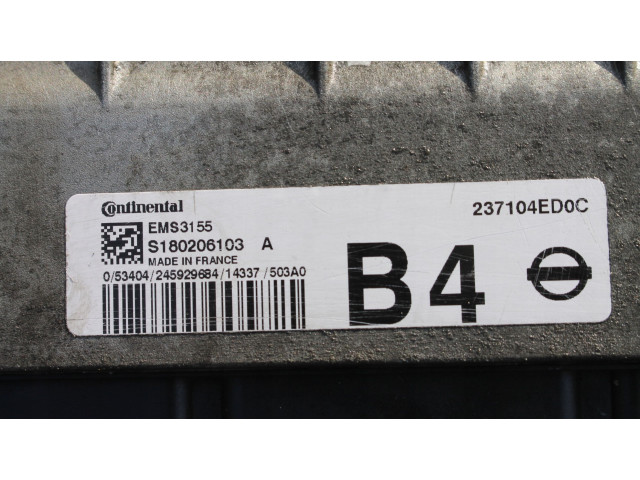 Continental
237104ED0C
EMS3155
S180206103 A
MADE IN FRANCE
0/53404/245929684/14337/503A0
B4